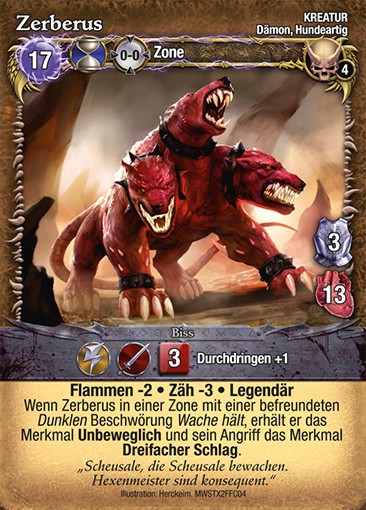 Zerberus
KREATUR
Dämon, Hundeartig
17
0-0
Zone
4
3
13
Biss
3
Durchdringen +1
Flammen -2 • Zäh -3 • Legendär
Wenn Zerberus in einer Zone mit einer befreundeten
Dunklen Beschwörung Wache hält, erhält er das
Merkmal Unbeweglich und sein Angriff das Merkmal
Dreifacher Schlag.
„Scheusale, die Scheusale bewachen.
Hexenmeister sind konsequent.“
Illustration: Herckeim. MWSTX2FFC04